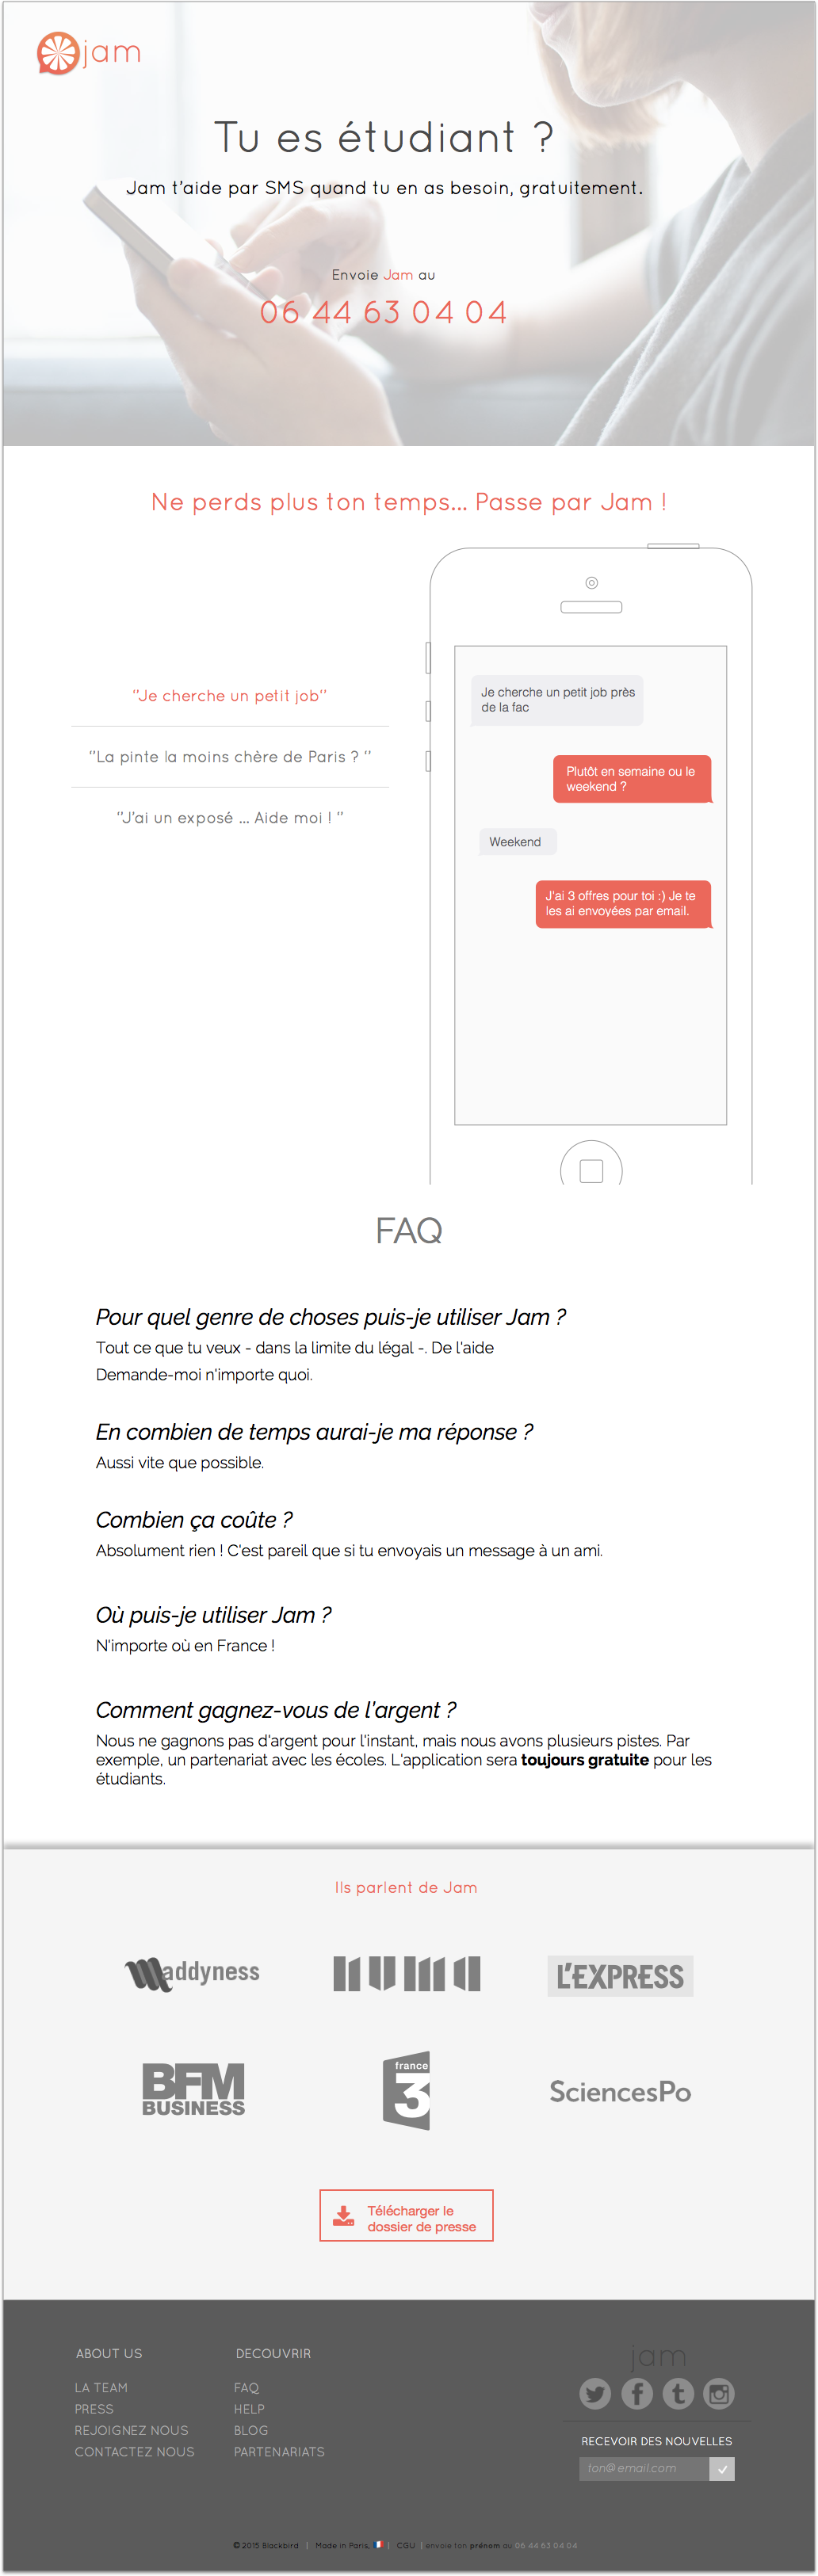 jam
Tu es étudiant ?
Jam t'aide par SMS quand tu en as besoin, gratuitement.
Envoie Jam au
06 44 63 04 04
Ne perds plus ton temps... Passe par Jam !
"Je cherche un petit job"
"La pinte la moins chère de Paris ? "
"J'ai un exposé ... Aide moi ! "
Je cherche un petit job près
de la fac
Plutôt en semaine ou le
weekend ?
Weekend
J'ai 3 offres pour toi :) Je te
les ai envoyées par email.
FAQ
Pour quel genre de choses puis-je utiliser Jam ?
Tout ce que tu veux - dans la limite du légal -. De l'aide
Demande-moi n'importe quoi.
En combien de temps aurai-je ma réponse ?
Aussi vite que possible.
Combien ça coûte ?
Absolument rien ! C'est pareil que si tu envoyais un message à un ami.
Où puis-je utiliser Jam ?
N'importe où en France !
Comment gagnez-vous de l'argent ?
Nous ne gagnons pas d'argent pour l'instant, mais nous avons plusieurs pistes. Par
exemple, un partenariat avec les écoles. L'application sera toujours gratuite pour les
étudiants.
Ils parlent de Jam
Maddyness
NUMA
L'EXPRESS
BFM
BUSINESS
france
3
SciencesPo
Télécharger le
dossier de presse
ABOUT US
LA TEAM
PRESS
REJOIGNEZ NOUS
CONTACTEZ NOUS
DECOUVRIR
FAQ
HELP
BLOG
PARTENARIATS
jam
RECEVOIR DES NOUVELLES
ton@email.com
© 2015 Blackbird | Made in Paris, | CGU | envoie ton prénom au 06 44 63 04 04